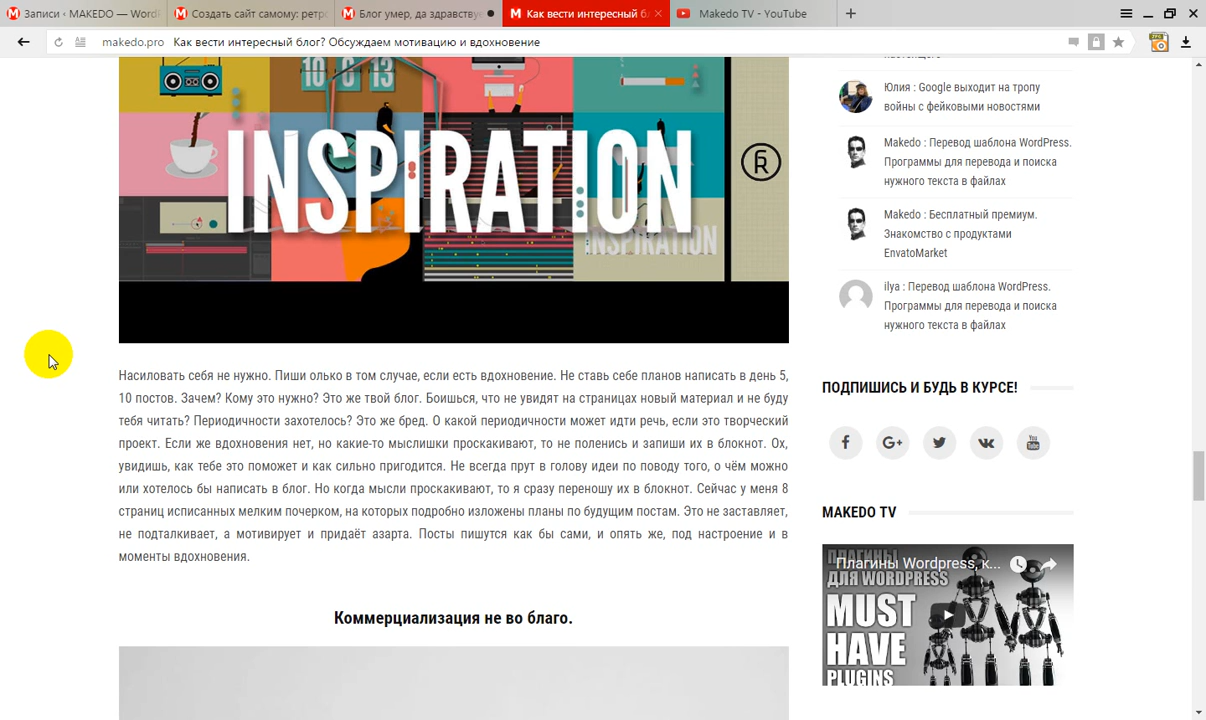 Записи ‹ MAKEDO — Word
Создать сайт самому: ретро
Блог умер, да здравству
Как вести интересный б
Makedo TV - YouTube
makedo.pro Как вести интересный блог? Обсуждаем мотивацию и вдохновение
10 6 13
INSPIRATION
INSPIRATION
Насиловать себя не нужно. Пиши олько в том случае, если есть вдохновение. Не ставь себе планов написать в день 5,
10 постов. Зачем? Кому это нужно? Это же твой блог. Боишься, что не увидят на страницах новый материал и не буду
тебя читать? Периодичности захотелось? Это же бред. О какой периодичности может идти речь, если это творческий
проект. Если же вдохновения нет, но какие-то мыслишки проскакивают, то не поленись и запиши их в блокнот. Ох,
увидишь, как тебе это поможет и как сильно пригодится. Не всегда прут в голову идеи по поводу того, о чём можно
или хотелось бы написать в блог. Но когда мысли проскакивают, то я сразу переношу их в блокнот. Сейчас у меня 8
страниц исписанных мелким почерком, на которых подробно изложены планы по будущим постам. Это не заставляет,
не подталкивает, а мотивирует и придаёт азарта. Посты пишутся как бы сами, и опять же, под настроение и в
моменты вдохновения.
Коммерциализация не во благо.
Юлия : Google выходит на тропу
войны с фейковыми новостями
Makedo : Перевод шаблона WordPress.
Программы для перевода и поиска
нужного текста в файлах
Makedo : Бесплатный премиум.
Знакомство с продуктами
EnvatoMarket
ilya : Перевод шаблона WordPress.
Программы для перевода и поиска
нужного текста в файлах
ПОДПИШИСЬ И БУДЬ В КУРСЕ!
MAKEDO TV
Плагины Wordpress, к...
ПЛАГИНЫ
ДЛЯ WORDPRESS
MUST
HAVE
PLUGINS